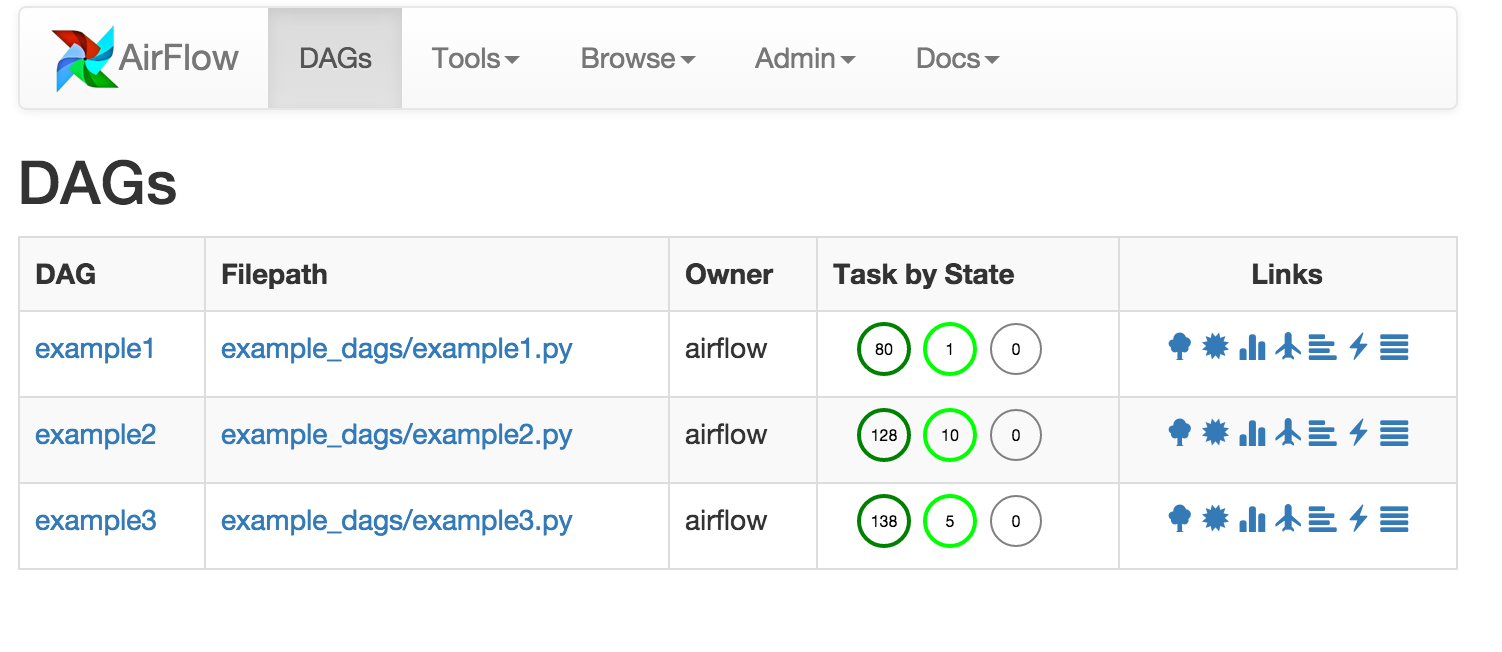 AirFlow DAGs Tools Browse Admin Docs
DAGs
DAG Filepath Owner Task by State Links
example1 example_dags/example1.py airflow 80 1 0
example2 example_dags/example2.py airflow 128 10 0
example3 example_dags/example3.py airflow 138 5 0